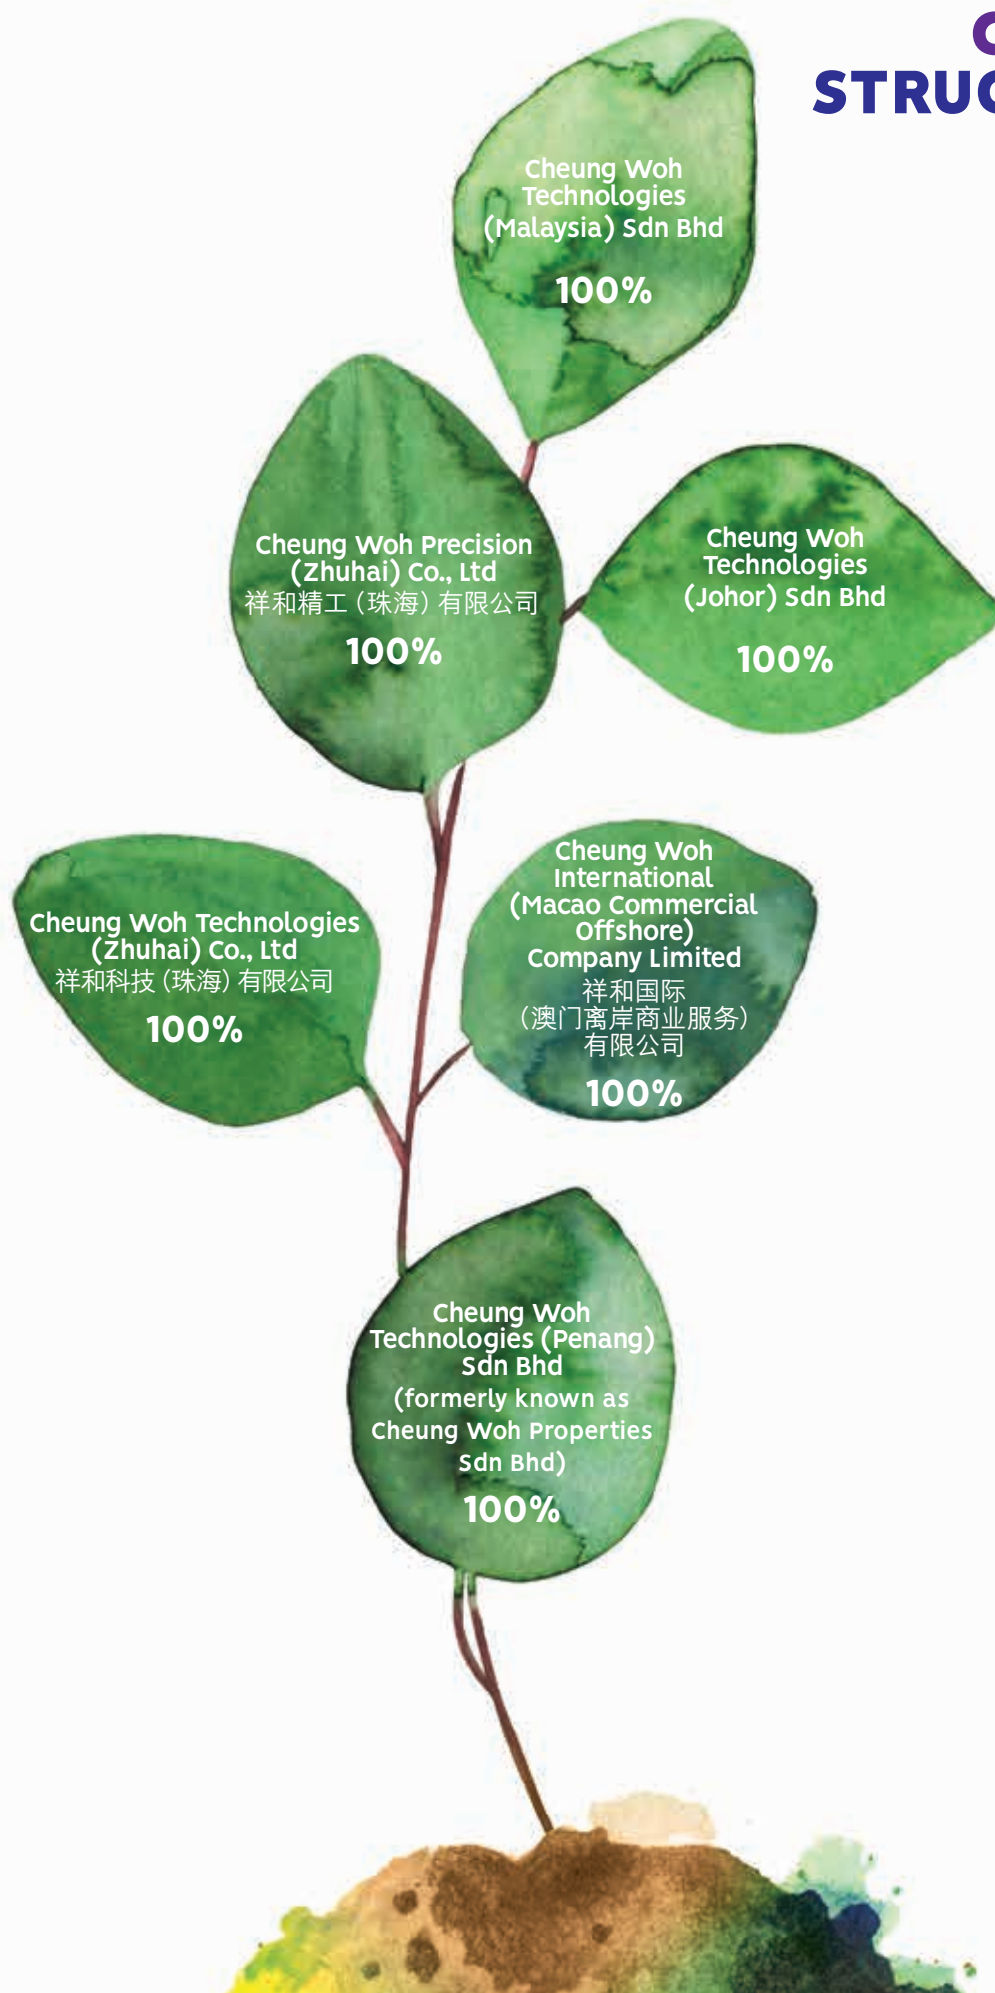 STRUC
Cheung Woh
Technologies
(Malaysia) Sdn Bhd
100%
Cheung Woh Precision
(Zhuhai) Co., Ltd
祥和精工（珠海）有限公司
100%
Cheung Woh
Technologies
(Johor) Sdn Bhd
100%
Cheung Woh Technologies
(Zhuhai) Co., Ltd
祥和科技（珠海）有限公司
100%
Cheung Woh
International
(Macao Commercial
Offshore)
Company Limited
祥和国际
（澳门离岸商业服务）
有限公司
100%
Cheung Woh
Technologies (Penang)
Sdn Bhd
(formerly known as
Cheung Woh Properties
Sdn Bhd)
100%